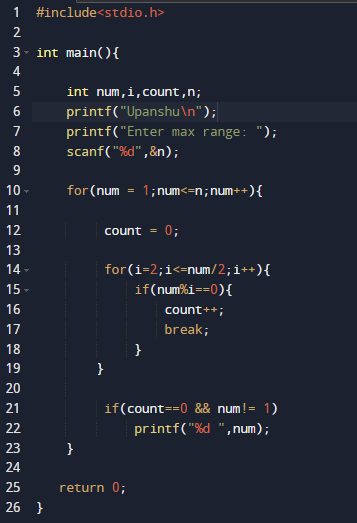 1 #include<stdio.h>
2
3 int main(){
4
5 int num,i,count,n;
6 printf("Upanshu\n");
7 printf("Enter max range: ");
8 scanf("%d",&n);
9
10 for(num = 1;num<=n;num++){
11
12 count = 0;
13
14 for(i=2;i<=num/2;i++){
15 if(num%i==0){
16 count++;
17 break;
18 }
19 }
20
21 if(count==0 && num!= 1)
22 printf("%d ",num);
23 }
24
25 return 0;
26 }